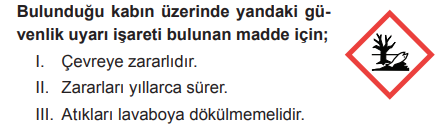 Bulunduğu kabın üzerinde yandaki gü-
venlik uyarı işareti bulunan madde için;
I. Çevreye zararlıdır.
II. Zararları yıllarca sürer.
III. Atıkları lavaboya dökülmemelidir.